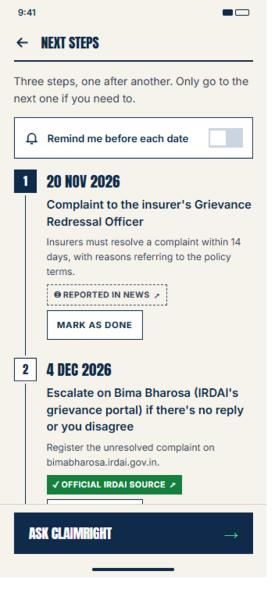 9:41
← NEXT STEPS
Three steps, one after another. Only go to the
next one if you need to.
Remind me before each date
1 20 NOV 2026
Complaint to the insurer's Grievance
Redressal Officer
Insurers must resolve a complaint within 14
days, with reasons referring to the policy
terms.
REPORTED IN NEWS ↗
MARK AS DONE
2 4 DEC 2026
Escalate on Bima Bharosa (IRDAI's
grievance portal) if there's no reply
or you disagree
Register the unresolved complaint on
bimabharosa.irdai.gov.in.
✓ OFFICIAL IRDAI SOURCE ↗
ASK CLAIMRIGHT →